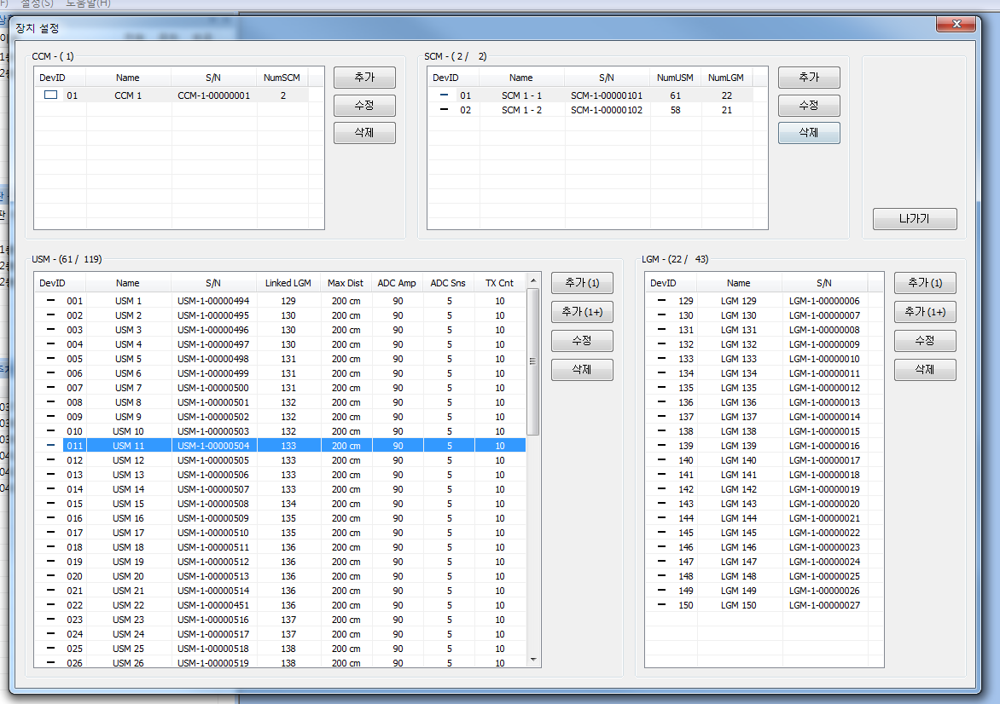 설정(S) 도움말(H)
장치 설정
CCM - ( 1)
DevID Name S/N NumSCM
01 CCM 1 CCM-1-00000001 2
추가
수정
삭제
SCM - ( 2 / 2)
DevID Name S/N NumUSM NumLGM
01 SCM 1 - 1 SCM-1-00000101 61 22
02 SCM 1 - 2 SCM-1-00000102 58 21
추가
수정
삭제
나가기
USM - (61 / 119)
DevID Name S/N Linked LGM Max Dist ADC Amp ADC Sns TX Cnt
001 USM 1 USM-1-00000494 129 200 cm 90 5 10
002 USM 2 USM-1-00000495 130 200 cm 90 5 10
003 USM 3 USM-1-00000496 130 200 cm 90 5 10
004 USM 4 USM-1-00000497 130 200 cm 90 5 10
005 USM 5 USM-1-00000498 131 200 cm 90 5 10
006 USM 6 USM-1-00000499 131 200 cm 90 5 10
007 USM 7 USM-1-00000500 131 200 cm 90 5 10
008 USM 8 USM-1-00000501 132 200 cm 90 5 10
009 USM 9 USM-1-00000502 132 200 cm 90 5 10
010 USM 10 USM-1-00000503 132 200 cm 90 5 10
011 USM 11 USM-1-00000504 133 200 cm 90 5 10
012 USM 12 USM-1-00000505 133 200 cm 90 5 10
013 USM 13 USM-1-00000506 133 200 cm 90 5 10
014 USM 14 USM-1-00000507 133 200 cm 90 5 10
015 USM 15 USM-1-00000508 134 200 cm 90 5 10
016 USM 16 USM-1-00000509 135 200 cm 90 5 10
017 USM 17 USM-1-00000510 135 200 cm 90 5 10
018 USM 18 USM-1-00000511 136 200 cm 90 5 10
019 USM 19 USM-1-00000512 136 200 cm 90 5 10
020 USM 20 USM-1-00000513 136 200 cm 90 5 10
021 USM 21 USM-1-00000514 136 200 cm 90 5 10
022 USM 22 USM-1-00000451 136 200 cm 90 5 10
023 USM 23 USM-1-00000516 137 200 cm 90 5 10
024 USM 24 USM-1-00000517 137 200 cm 90 5 10
025 USM 25 USM-1-00000518 138 200 cm 90 5 10
026 USM 26 USM-1-00000519 138 200 cm 90 5 10
추가 (1)
추가 (1+)
수정
삭제
LGM - (22 / 43)
DevID Name S/N
129 LGM 129 LGM-1-00000006
130 LGM 130 LGM-1-00000007
131 LGM 131 LGM-1-00000008
132 LGM 132 LGM-1-00000009
133 LGM 133 LGM-1-00000010
134 LGM 134 LGM-1-00000011
135 LGM 135 LGM-1-00000012
136 LGM 136 LGM-1-00000013
137 LGM 137 LGM-1-00000014
138 LGM 138 LGM-1-00000015
139 LGM 139 LGM-1-00000016
140 LGM 140 LGM-1-00000017
141 LGM 141 LGM-1-00000018
142 LGM 142 LGM-1-00000019
143 LGM 143 LGM-1-00000020
144 LGM 144 LGM-1-00000021
145 LGM 145 LGM-1-00000022
146 LGM 146 LGM-1-00000023
147 LGM 147 LGM-1-00000024
148 LGM 148 LGM-1-00000025
149 LGM 149 LGM-1-00000026
150 LGM 150 LGM-1-00000027
추가 (1)
추가 (1+)
수정
삭제